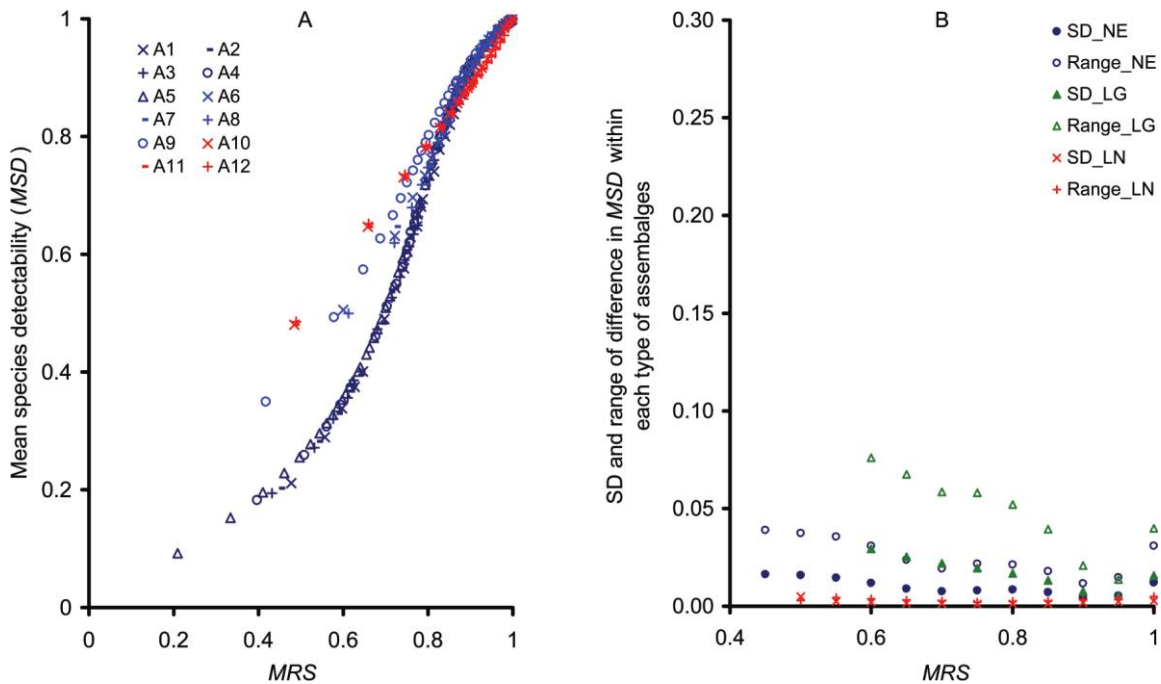 A
1
0.8
0.6
0.4
0.2
0
0 0.2 0.4 0.6 0.8 1
Mean species detectability (MSD)
MRS
A1 A2
A3 A4
A5 A6
A7 A8
A9 A10
A11 A12
B
0.30
0.25
0.20
0.15
0.10
0.05
0.00
0.4 0.6 0.8 1
SD and range of difference in MSD within
each type of assembalges
MRS
SD_NE
Range_NE
SD_LG
Range_LG
SD_LN
Range_LN